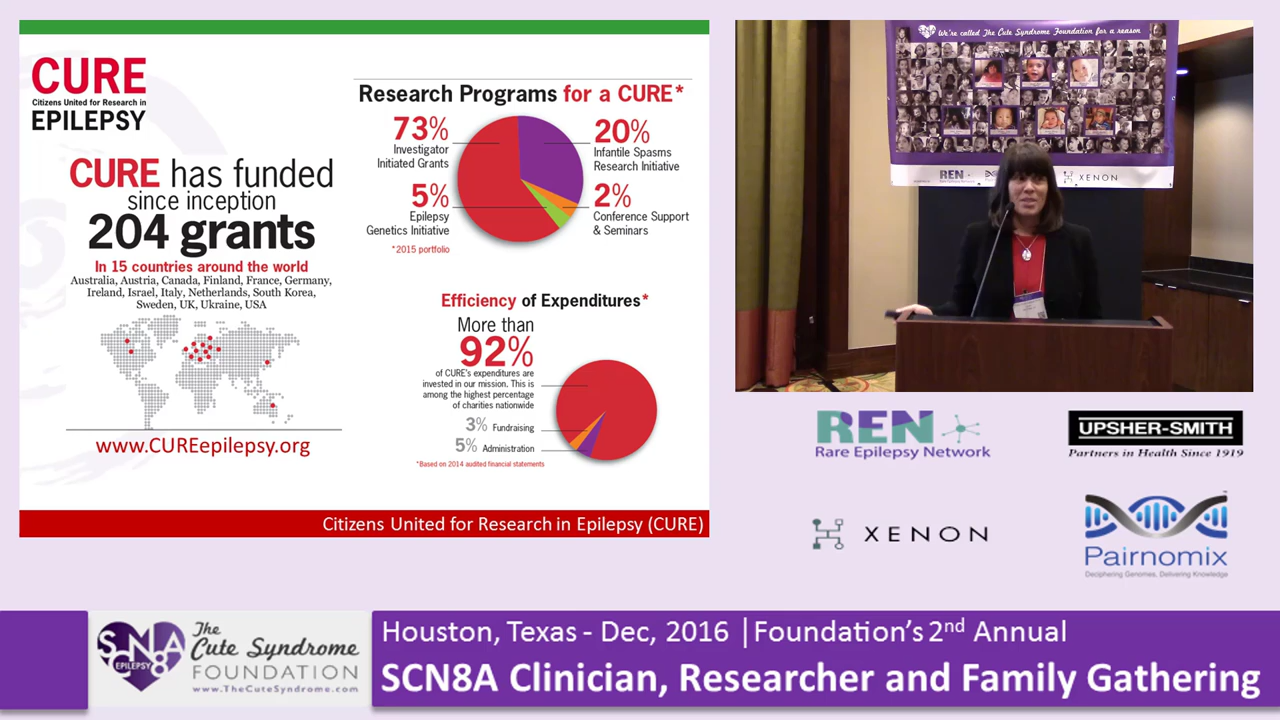 CURE
Citizens United for Research in
EPILEPSY
CURE has funded
since inception
204 grants
In 15 countries around the world
Australia, Austria, Canada, Finland, France, Germany,
Ireland, Israel, Italy, Netherlands, South Korea,
Sweden, UK, Ukraine, USA
www.CUREepilepsy.org
Research Programs for a CURE*
73%
Investigator
Initiated Grants
20%
Infantile Spasms
Research Initiative
5%
Epilepsy
Genetics Initiative
2%
Conference Support
& Seminars
*2015 portfolio
Efficiency of Expenditures*
More than
92%
of CURE's expenditures are
invested in our mission. This is
among the highest percentage
of charities nationwide
3% Fundraising
5% Administration
*Based on 2014 audited financial statements
Citizens United for Research in Epilepsy (CURE)
We're called The Cute Syndrome Foundation for a reason
REN
XENON
REN
Rare Epilepsy Network
UPSHER-SMITH
Partners in Health Since 1919
XENON
Pairnomix
Deciphering Genomes, Delivering Knowledge
SCN8A
EPILEPSY
The
Cute Syndrome
FOUNDATION
www.TheCuteSyndrome.com
Houston, Texas - Dec, 2016 | Foundation's 2nd Annual
SCN8A Clinician, Researcher and Family Gathering